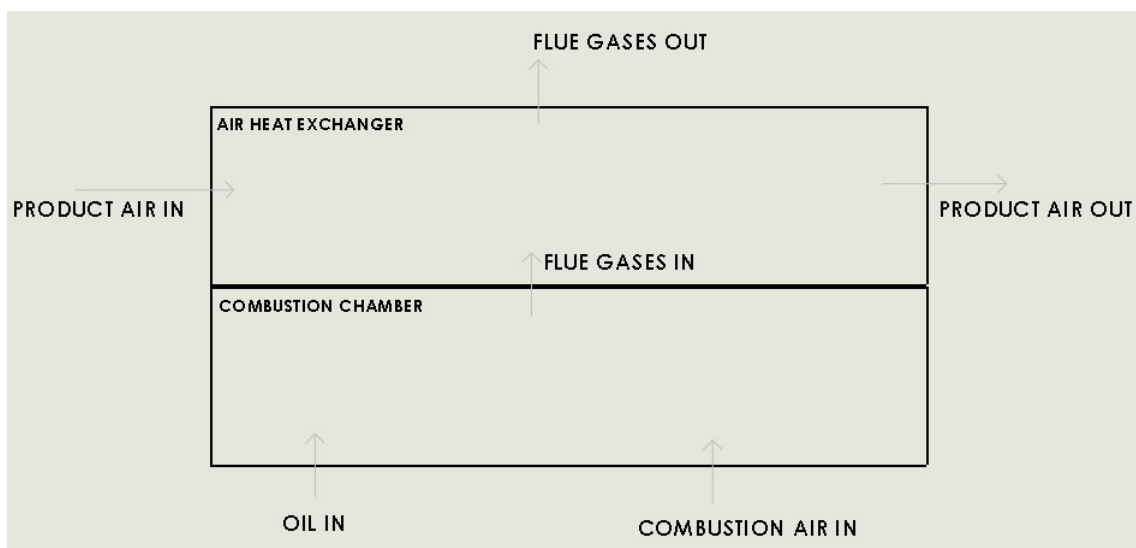 FLUE GASES OUT
AIR HEAT EXCHANGER
PRODUCT AIR IN
PRODUCT AIR OUT
FLUE GASES IN
COMBUSTION CHAMBER
OIL IN
COMBUSTION AIR IN